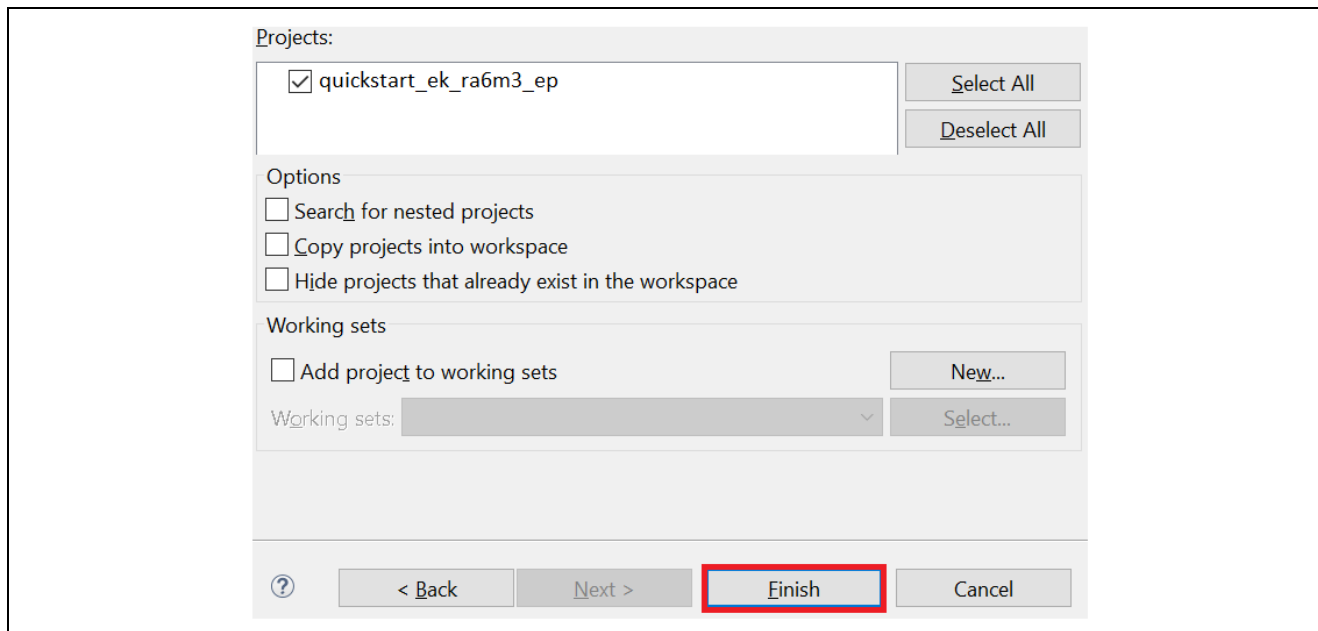 Projects:
quickstart_ek_ra6m3_ep
Select All
Deselect All
Options
Search for nested projects
Copy projects into workspace
Hide projects that already exist in the workspace
Working sets
Add project to working sets
New...
Working sets:
Select...
?
< Back
Next >
Finish
Cancel